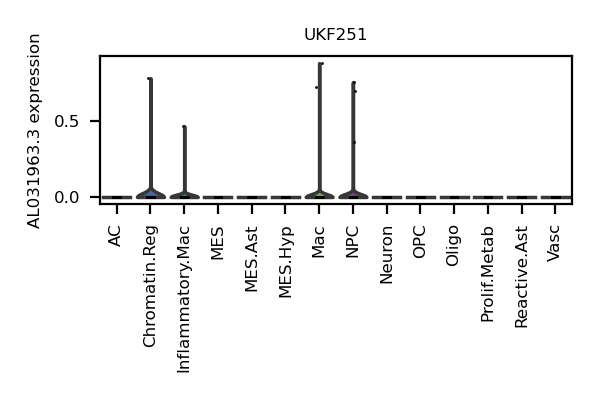 UKF251
AL031963.3 expression
0.5
0.0
AC
Chromatin.Reg
Inflammatory.Mac
MES
MES.Ast
MES.Hyp
Mac
NPC
Neuron
OPC
Oligo
Prolif.Metab
Reactive.Ast
Vasc